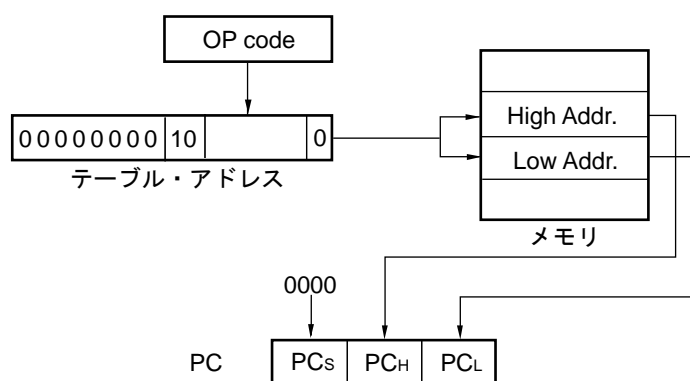 OP code
00000000 10 0
テーブル・アドレス
High Addr.
Low Addr.
メモリ
0000
PC PCS PCH PCL